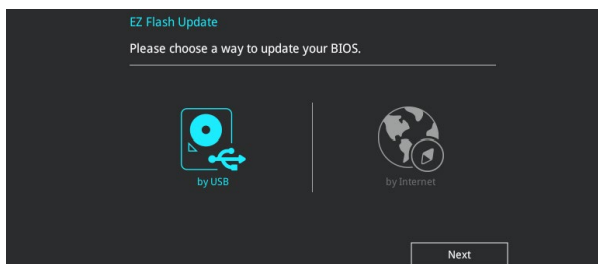 EZ Flash Update
Please choose a way to update your BIOS.
by USB
by Internet
Next